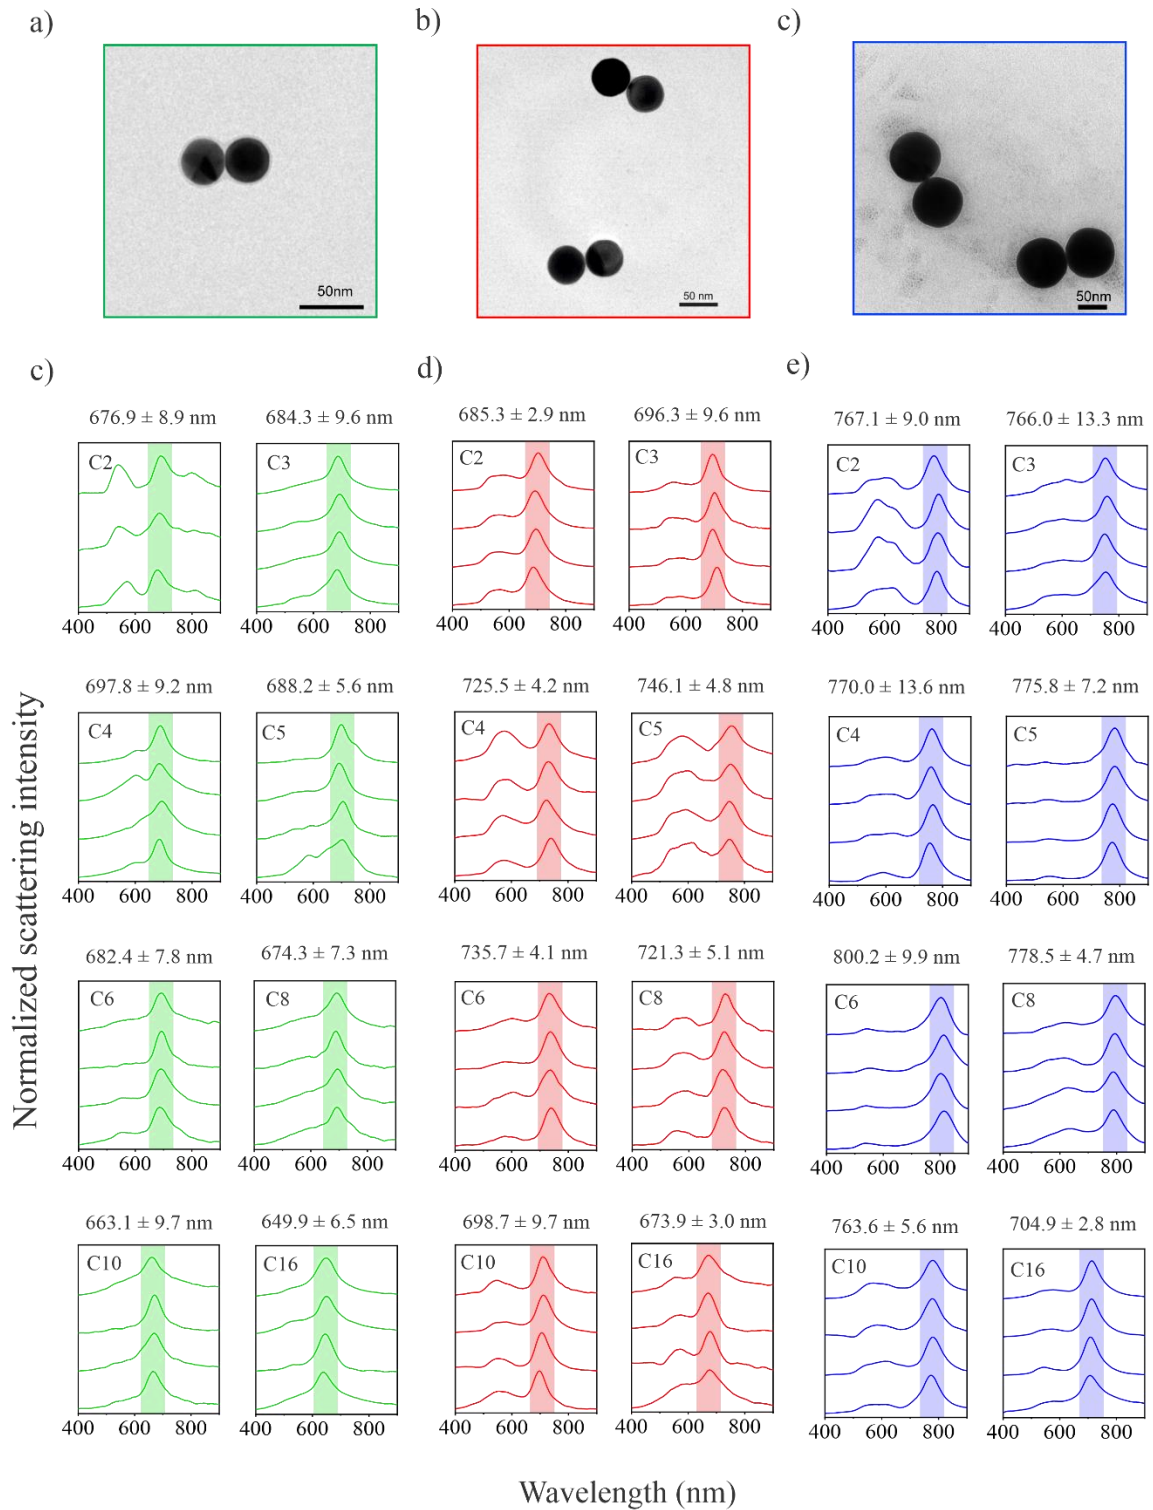 a)
b)
c)
50nm
50 nm
50nm
c)
d)
e)
676.9 ± 8.9 nm
684.3 ± 9.6 nm
685.3 ± 2.9 nm
696.3 ± 9.6 nm
767.1 ± 9.0 nm
766.0 ± 13.3 nm
C2
C3
C2
C3
C2
C3
400 600 800
400 600 800
400 600 800
400 600 800
400 600 800
400 600 800
697.8 ± 9.2 nm
688.2 ± 5.6 nm
725.5 ± 4.2 nm
746.1 ± 4.8 nm
770.0 ± 13.6 nm
775.8 ± 7.2 nm
C4
C5
C4
C5
C4
C5
400 600 800
400 600 800
400 600 800
400 600 800
400 600 800
400 600 800
Normalized scattering intensity
682.4 ± 7.8 nm
674.3 ± 7.3 nm
735.7 ± 4.1 nm
721.3 ± 5.1 nm
800.2 ± 9.9 nm
778.5 ± 4.7 nm
C6
C8
C6
C8
C6
C8
400 600 800
400 600 800
400 600 800
400 600 800
400 600 800
400 600 800
663.1 ± 9.7 nm
649.9 ± 6.5 nm
698.7 ± 9.7 nm
673.9 ± 3.0 nm
763.6 ± 5.6 nm
704.9 ± 2.8 nm
C10
C16
C10
C16
C10
C16
400 600 800
400 600 800
400 600 800
400 600 800
400 600 800
400 600 800
Wavelength (nm)